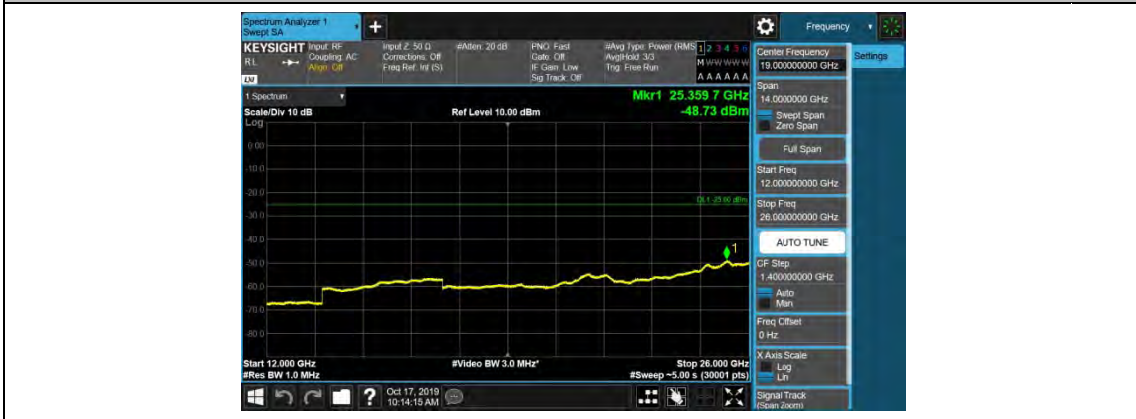 Spectrum Analyzer 1
Swept SA
Frequency
KEYSIGHT
RL
LXI
Input: RF
Coupling: AC
Align: Off
Input Z: 50 Ω
Corrections: Off
Freq Ref: Int (S)
#Atten: 20 dB
PNO: Fast
Gate: Off
IF Gain: Low
Sig Track: Off
#Avg Type: Power (RMS
Avg|Hold: 3/3
Trig: Free Run
1 2 3 4 5 6
M W W W W W
A A A A A A
Center Frequency
19.000000000 GHz
Settings
Span
14.0000000 GHz
Swept Span
Zero Span
Full Span
Start Freq
12.000000000 GHz
Stop Freq
26.000000000 GHz
AUTO TUNE
CF Step
1.400000000 GHz
Auto
Man
Freq Offset
0 Hz
X Axis Scale
Log
Lin
Signal Track
(Span Zoom)
1 Spectrum
Mkr1 25.359 7 GHz
-48.73 dBm
Scale/Div 10 dB
Ref Level 10.00 dBm
Log
0.00
-10.0
-20.0
DL1 -25.00 dBm
-30.0
-40.0
1
-50.0
-60.0
-70.0
-80.0
Start 12.000 GHz
#Video BW 3.0 MHz*
Stop 26.000 GHz
#Res BW 1.0 MHz
#Sweep ~5.00 s (30001 pts)
?
Oct 17, 2019
10:14:15 AM